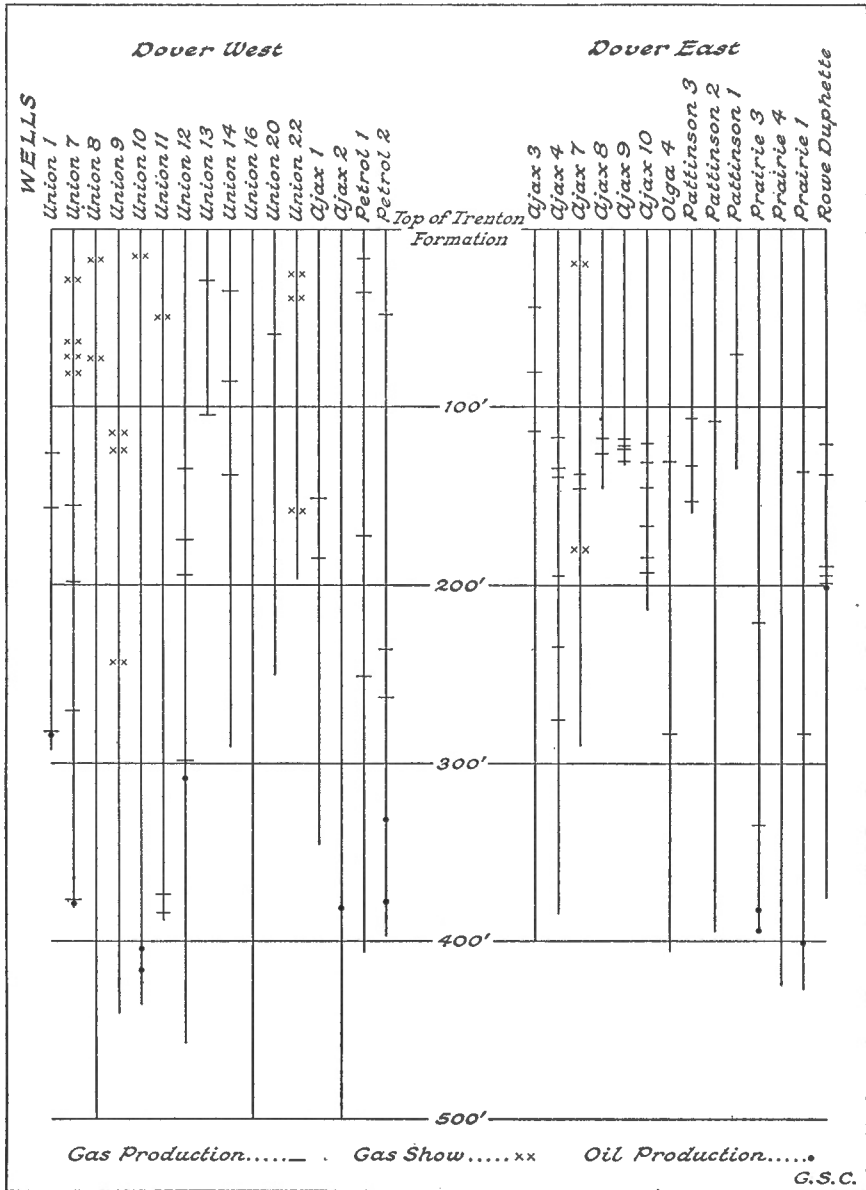 Dover West
Dover East
WELLS
Union 1
Union 7
Union 8
Union 9
Union 10
Union 11
Union 12
Union 13
Union 14
Union 16
Union 20
Union 22
Ajax 1
Ajax 2
Petrol 1
Petrol 2
Top of Trenton
Formation
Ajax 3
Ajax 4
Ajax 7
Ajax 8
Ajax 9
Ajax 10
Olga 4
Pattinson 3
Pattinson 2
Pattinson 1
Prairie 3
Prairie 4
Prairie 1
Rowe Duphette
100'
200'
300'
400'
500'
Gas Production.....— . Gas Show.....xx Oil Production.....•
G.S.C.